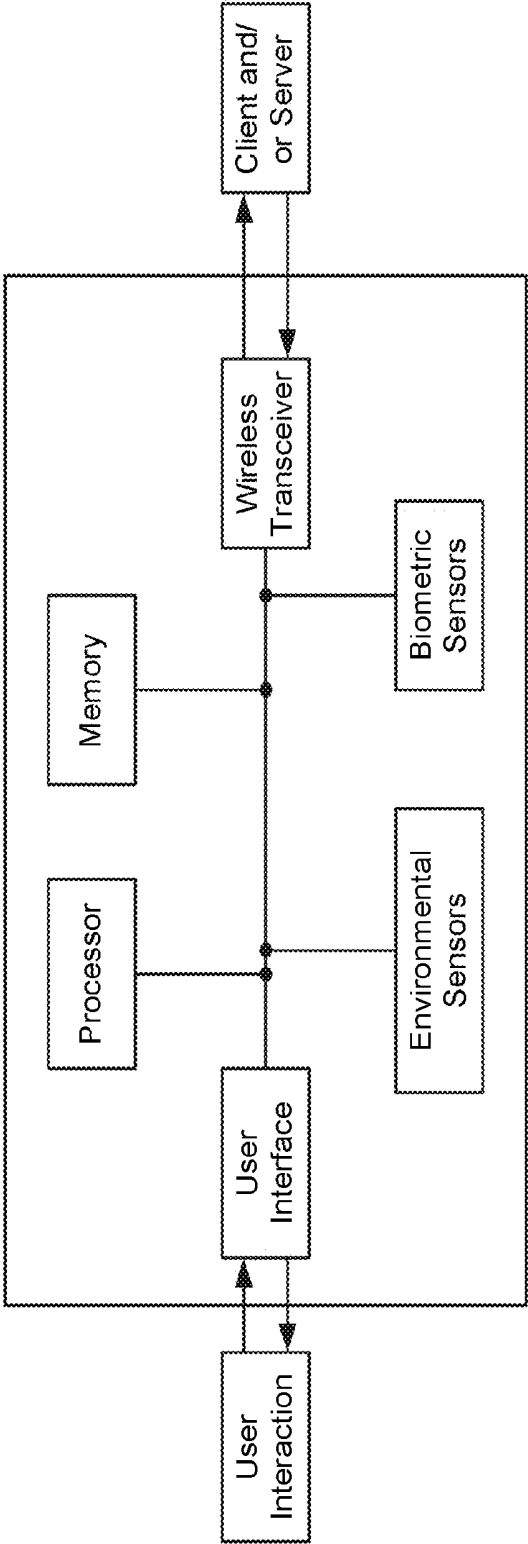 User
Interaction
User
Interface
Processor
Memory
Environmental
Sensors
Biometric
Sensors
Wireless
Transceiver
Client and/
or Server